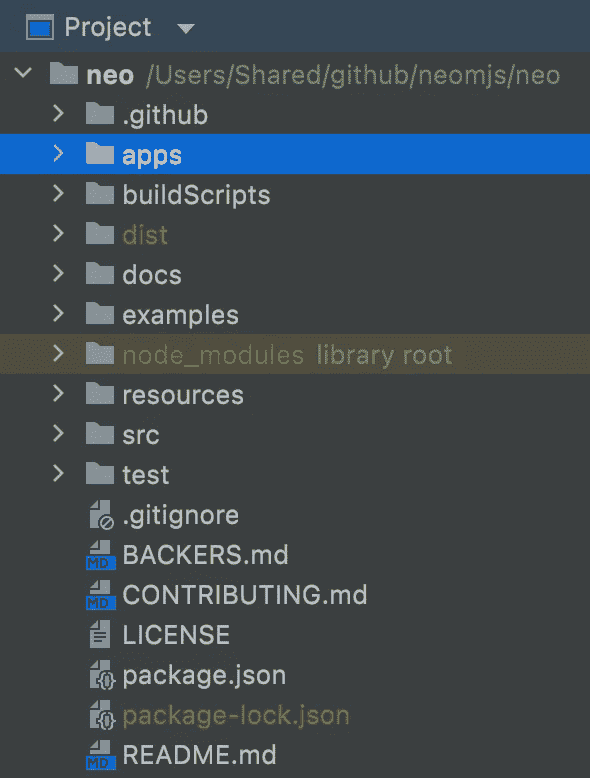 Project
neo /Users/Shared/github/neomjs/neo
.github
apps
buildScripts
dist
docs
examples
node_modules library root
resources
src
test
.gitignore
MD BACKERS.md
MD CONTRIBUTING.md
LICENSE
package.json
package-lock.json
MD README.md